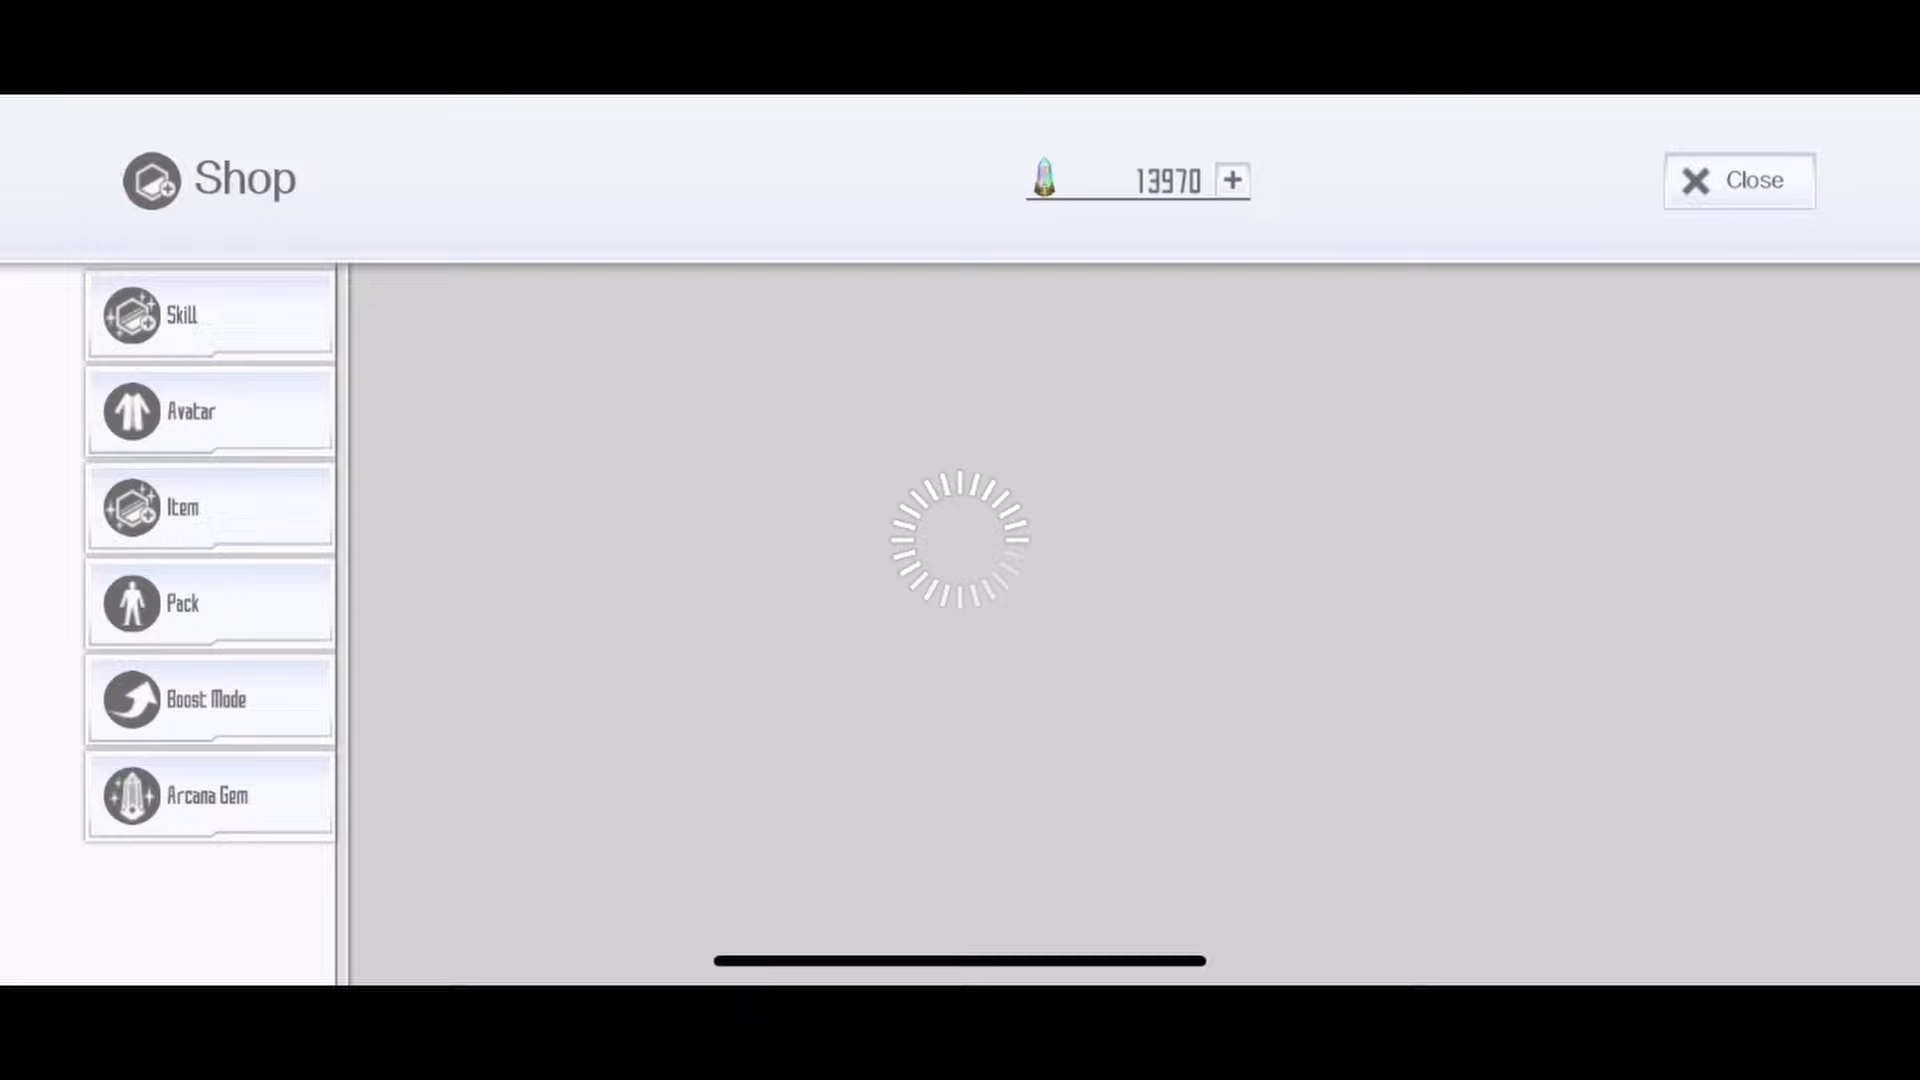 Shop
13970
Close
Skill
Avatar
Item
Pack
Boost Mode
Arcana Gem